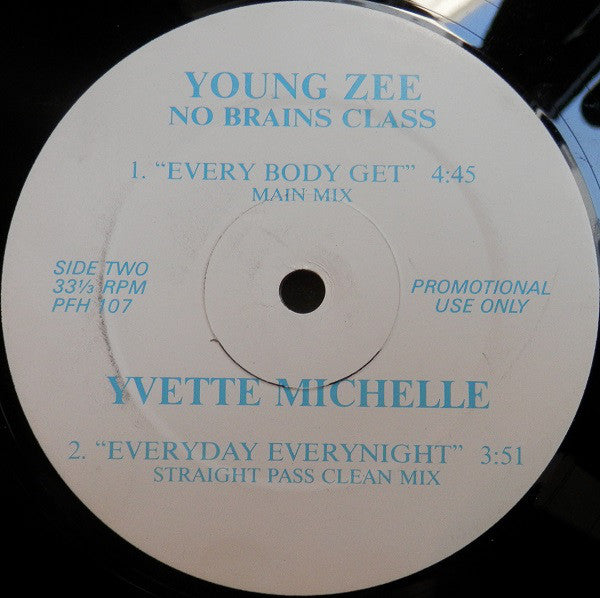 YOUNG ZEE
NO BRAINS CLASS
1. “EVERY BODY GET” 4:45
MAIN MIX
SIDE TWO
33⅓ RPM
PFH 107
PROMOTIONAL
USE ONLY
YVETTE MICHELLE
2. “EVERYDAY EVERYNIGHT” 3:51
STRAIGHT PASS CLEAN MIX